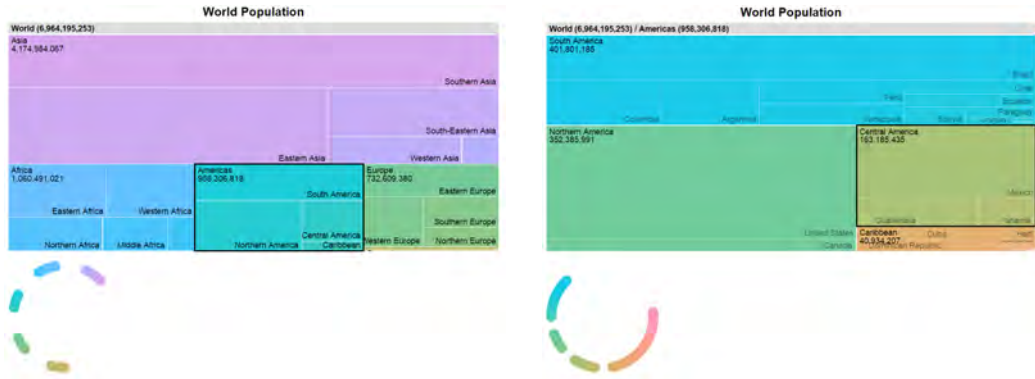 World Population
World (6,964,195,253)
Asia
4,174,984,067
Southern Asia
South-Eastern Asia
Eastern Asia
Western Asia
Africa
1,060,491,021
Eastern Africa
Western Africa
Northern Africa
Middle Africa
Americas
958,306,818
South America
Northern America
Central America
Caribbean
Europe
732,609,380
Eastern Europe
Southern Europe
Western Europe
Northern Europe
World Population
World (6,964,195,253) / Americas (958,306,818)
South America
401,801,185
Brazil
Colombia
Argentina
Peru
Venezuela
Chile
Ecuador
Bolivia
Paraguay
Northern America
352,385,991
United States
Canada
Central America
163,185,435
Mexico
Guatemala
Caribbean
40,934,207
Cuba
Haiti
Dominican Republic